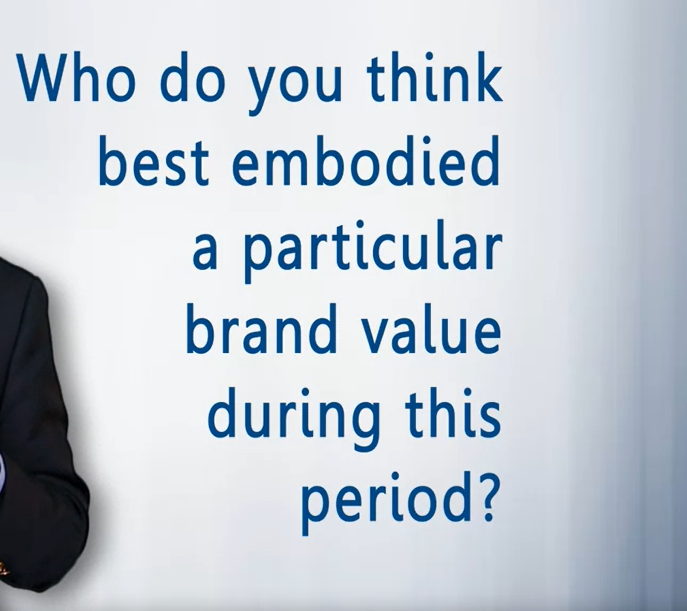 Who do you think
best embodied
a particular
brand value
during this
period?